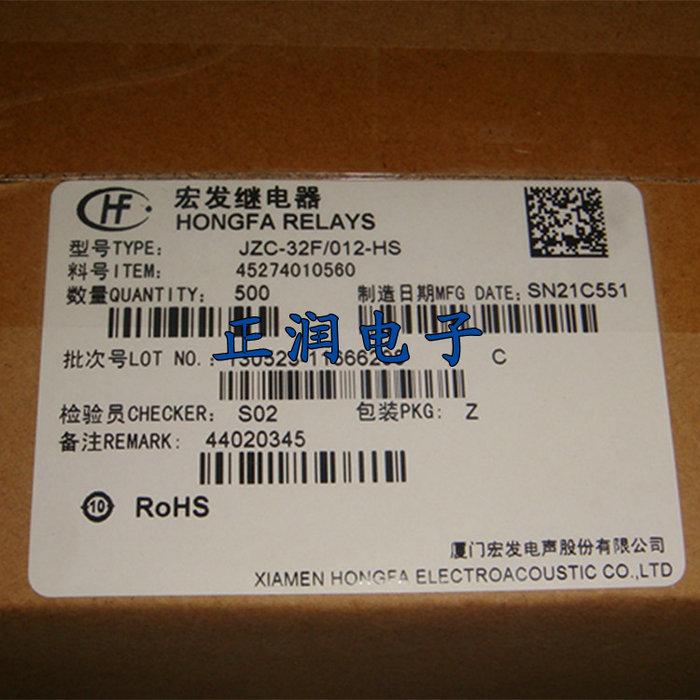 HF
宏发继电器
HONGFA RELAYS
型号TYPE: JZC-32F/012-HS
料号ITEM: 45274010560
数量QUANTITY: 500 制造日期MFG DATE: SN21C551
正润电子
批次号LOT NO.: C
检验员CHECKER: S02 包装PKG: Z
备注REMARK: 44020345
10 RoHS
厦门宏发电声股份有限公司
XIAMEN HONGFA ELECTROACOUSTIC CO.,LTD